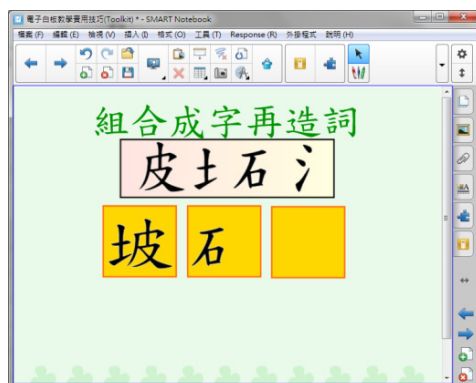 電子白板教學實用技巧(Toolkit) * - SMART Notebook
檔案 (F) 編輯 (E) 檢視 (V) 插入 (I) 格式 (O) 工具 (T) Response (R) 外掛程式 說明 (H)
組合成字再造詞
皮 土 石 氵
坡 石